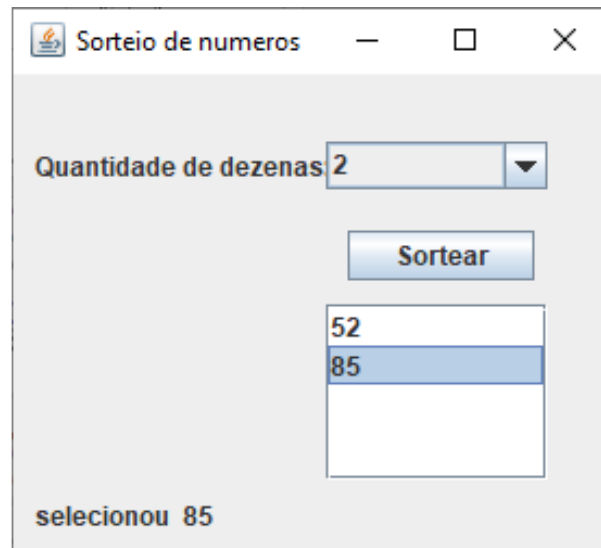 Sorteio de numeros
Quantidade de dezenas: 2
Sortear
52
85
selecionou 85